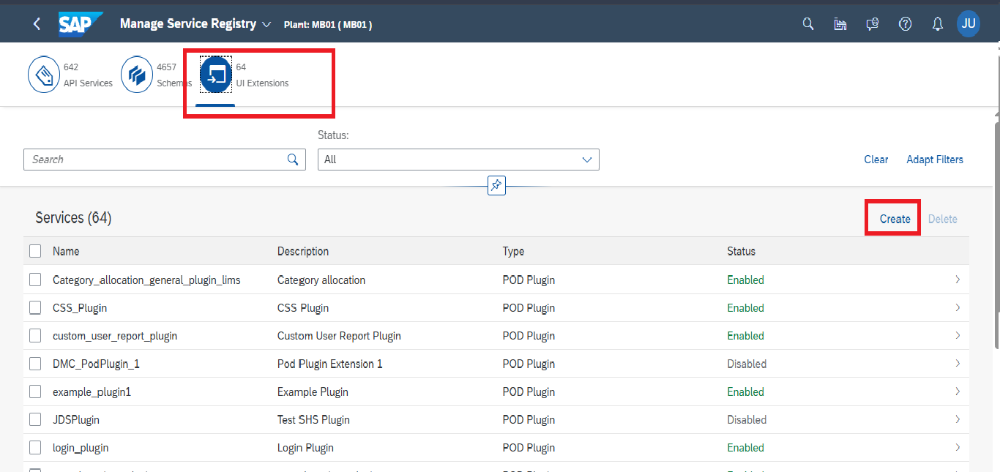 SAP Manage Service Registry Plant: MB01 ( MB01 ) JU
642 4657 64
API Services Schemas UI Extensions
Status:
Search All Clear Adapt Filters
Services (64) Create Delete
Name Description Type Status
Category_allocation_general_plugin_lims Category allocation POD Plugin Enabled
CSS_Plugin CSS Plugin POD Plugin Enabled
custom_user_report_plugin Custom User Report Plugin POD Plugin Enabled
DMC_PodPlugin_1 Pod Plugin Extension 1 POD Plugin Disabled
example_plugin1 Example Plugin POD Plugin Enabled
JDSPlugin Test SHS Plugin POD Plugin Disabled
login_plugin Login Plugin POD Plugin Enabled